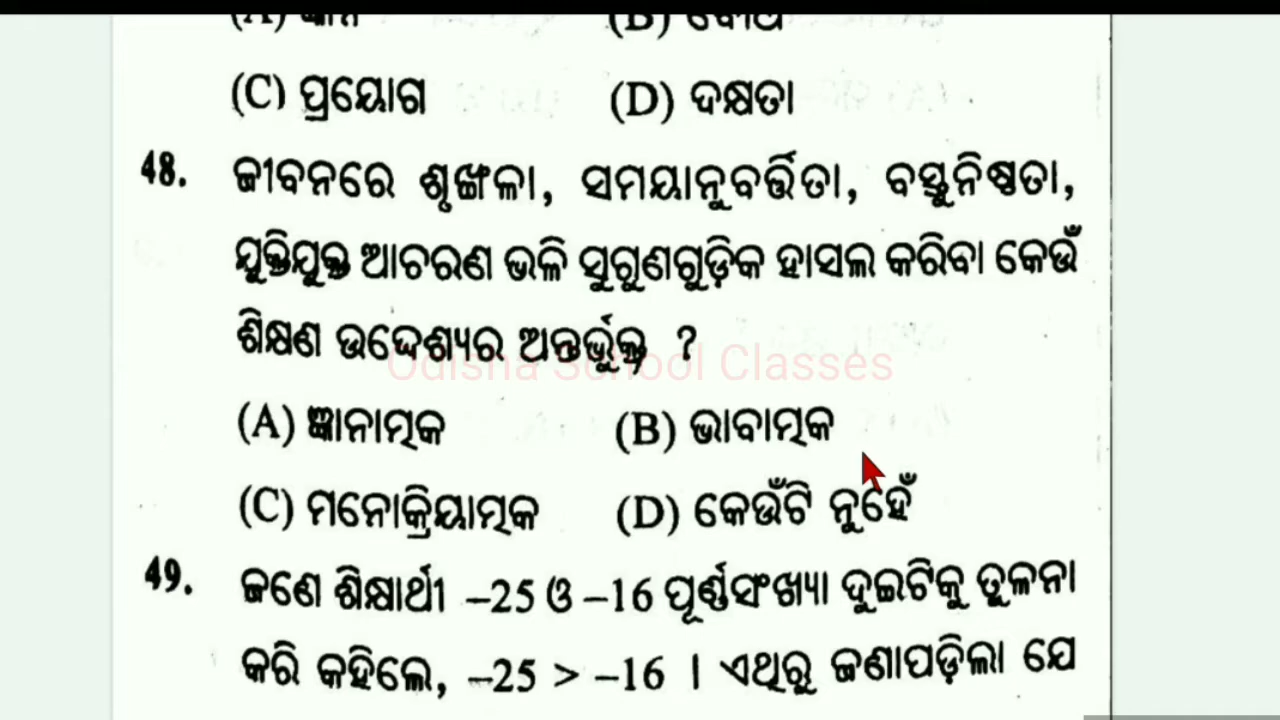 (C) ପ୍ରୟୋଗ (D) ଦକ୍ଷତା
48. ଜୀବନରେ ଶୃଙ୍ଖଳା, ସମୟାନୁବର୍ତ୍ତିତା, ବସ୍ତୁନିଷ୍ଠତା,
ଯୁକ୍ତିଯୁକ୍ତ ଆଚରଣ ଭଳି ସୁଗୁଣଗୁଡ଼ିକ ହାସଲ କରିବା କେଉଁ
ଶିକ୍ଷଣ ଉଦ୍ଦେଶ୍ୟର ଅନ୍ତର୍ଭୁକ୍ତ ?
Odisha School Classes
(A) ଜ୍ଞାନାତ୍ମକ (B) ଭାବାତ୍ମକ
(C) ମନୋକ୍ରିୟାତ୍ମକ (D) କେଉଁଟି ନୁହେଁ
49. ଜଣେ ଶିକ୍ଷାର୍ଥୀ –25 ଓ –16 ପୂର୍ଣ୍ଣସଂଖ୍ୟା ଦୁଇଟିକୁ ତୁଳନା
କରି କହିଲେ, –25 > –16 । ଏଥିରୁ ଜଣାପଡ଼ିଲା ଯେ